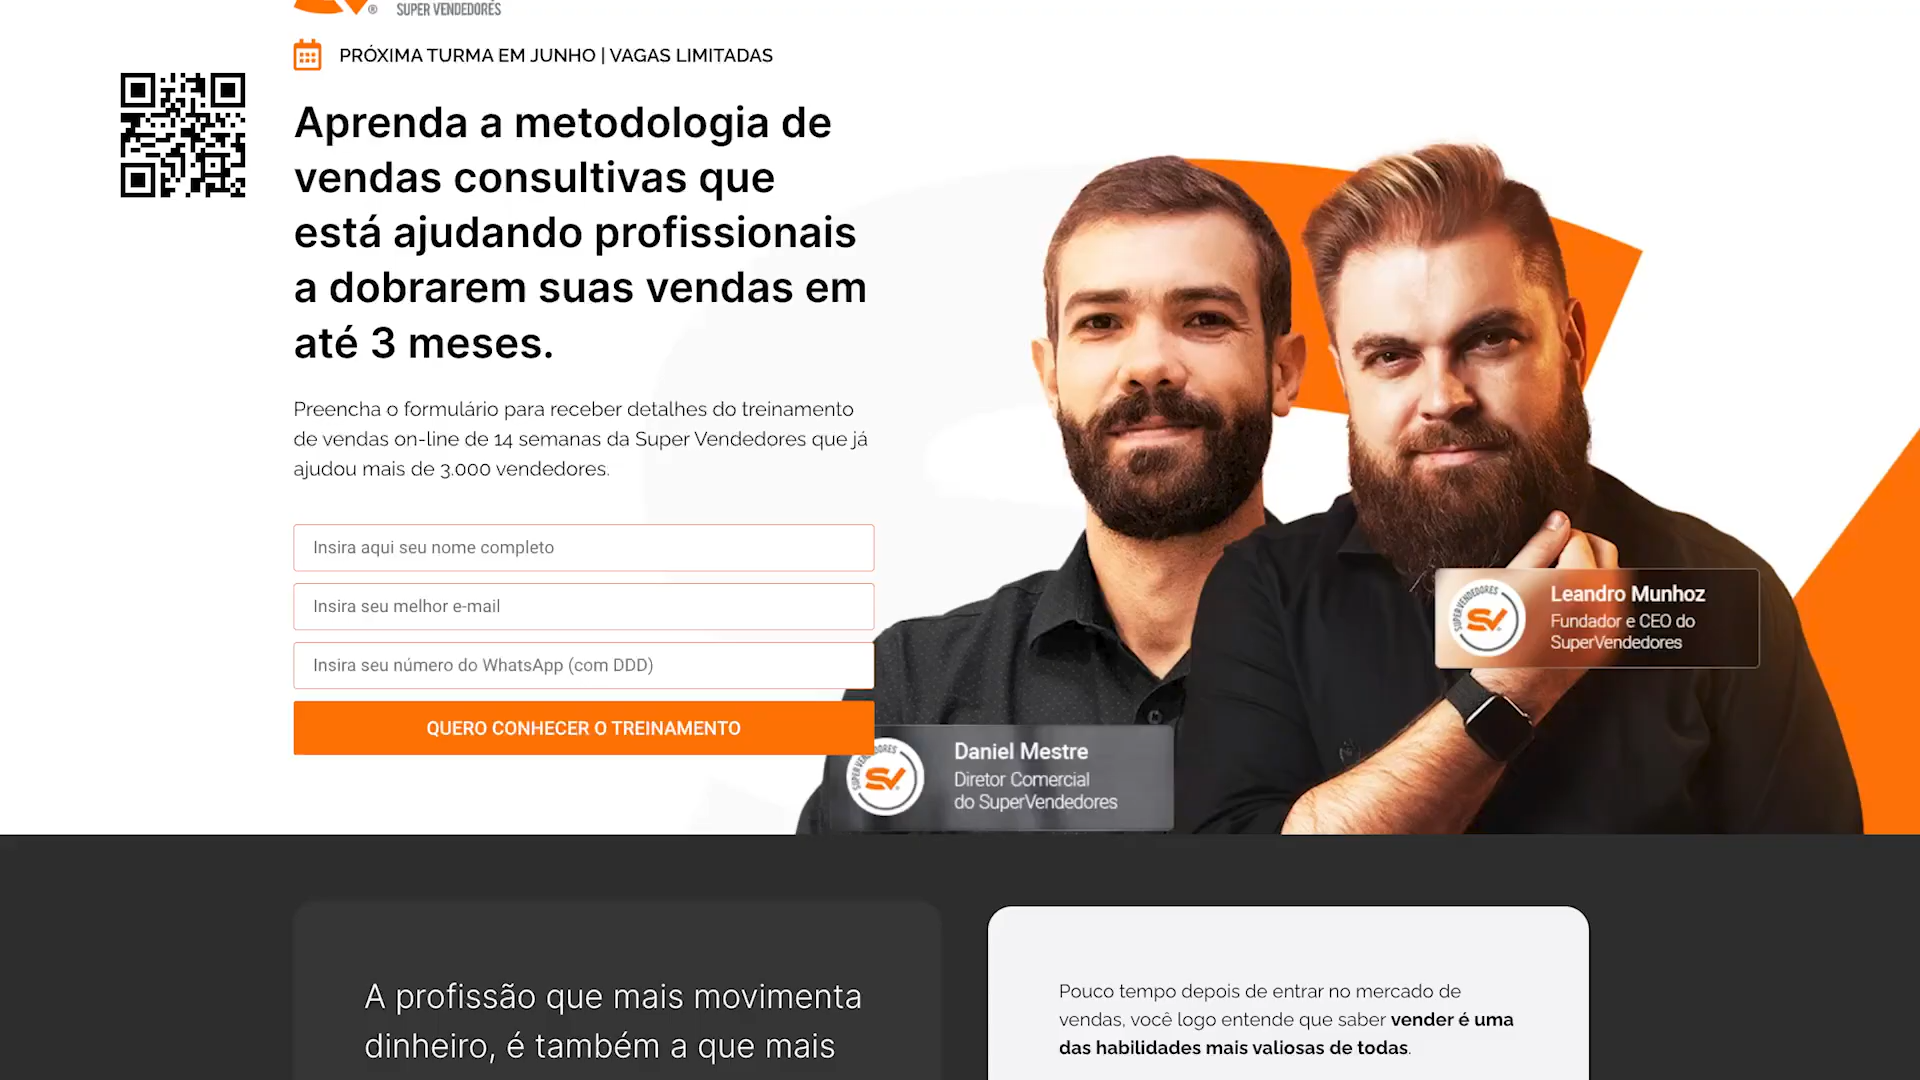 SUPER VENDEDORES
PRÓXIMA TURMA EM JUNHO | VAGAS LIMITADAS
Aprenda a metodologia de
vendas consultivas que
está ajudando profissionais
a dobrarem suas vendas em
até 3 meses.
Preencha o formulário para receber detalhes do treinamento
de vendas on-line de 14 semanas da Super Vendedores que já
ajudou mais de 3.000 vendedores.
Insira aqui seu nome completo
Insira seu melhor e-mail
Insira seu número do WhatsApp (com DDD)
QUERO CONHECER O TREINAMENTO
SUPER VENDEDORES
SV
Leandro Munhoz
Fundador e CEO do
SuperVendedores
SV
Daniel Mestre
Diretor Comercial
do SuperVendedores
A profissão que mais movimenta
dinheiro, é também a que mais
Pouco tempo depois de entrar no mercado de
vendas, você logo entende que saber vender é uma
das habilidades mais valiosas de todas.